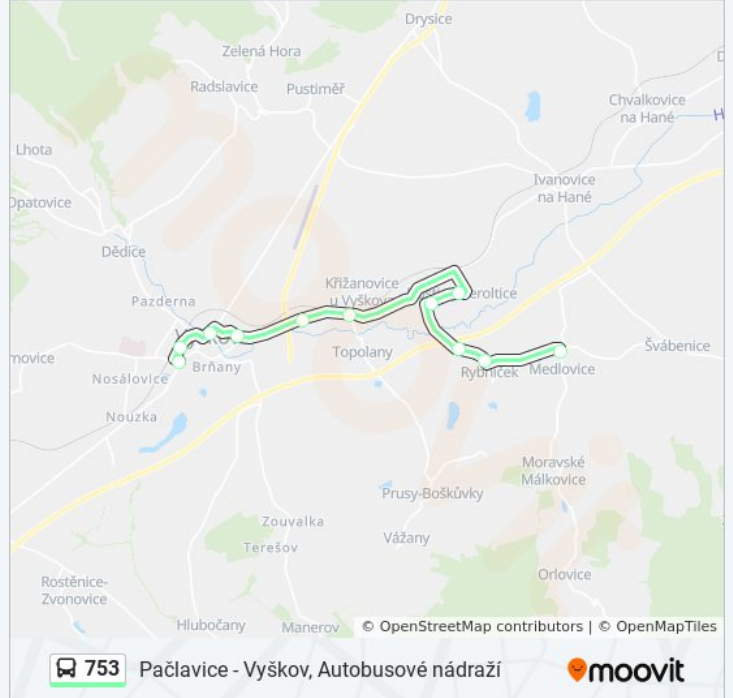 Drysice
Zelená Hora
Radslavice
Pustiměř
Chvalkovice
na Hané
H
Lhota
Ivanovice
na Hané
Opatovice
Dědice
Křižanovice
u Vyškova
eroltice
Pazderna
Švábenice
movice
Topolany
Brňany
Rybníček
Medlovice
Nosálovice
Nouzka
Moravské
Málkovice
Prusy-Boškůvky
Zouvalka
Vážany
Terešov
Orlovice
Rostěnice-
Zvonovice
Hlubočany
Manerov
© OpenStreetMap contributors | © OpenMapTiles
753 Pačlavice - Vyškov, Autobusové nádraží
moovit